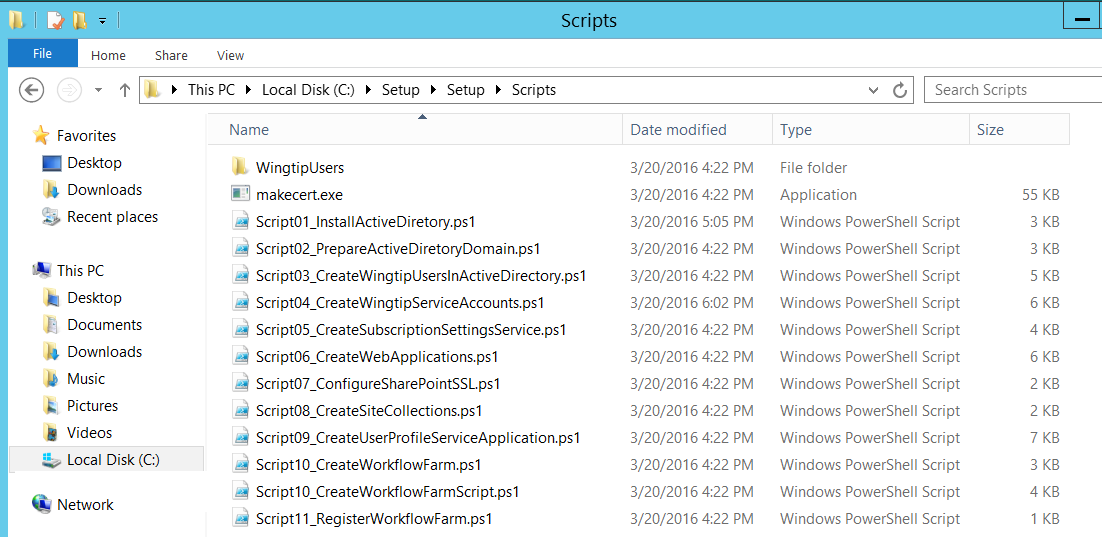 Scripts
File Home Share View
This PC Local Disk (C:) Setup Setup Scripts Search Scripts
Favorites
Desktop
Downloads
Recent places
This PC
Desktop
Documents
Downloads
Music
Pictures
Videos
Local Disk (C:)
Network
Name Date modified Type Size
WingtipUsers 3/20/2016 4:22 PM File folder
makecert.exe 3/20/2016 4:22 PM Application 55 KB
Script01_InstallActiveDiretory.ps1 3/20/2016 5:05 PM Windows PowerShell Script 3 KB
Script02_PrepareActiveDiretoryDomain.ps1 3/20/2016 4:22 PM Windows PowerShell Script 3 KB
Script03_CreateWingtipUsersInActiveDirectory.ps1 3/20/2016 4:22 PM Windows PowerShell Script 5 KB
Script04_CreateWingtipServiceAccounts.ps1 3/20/2016 6:02 PM Windows PowerShell Script 6 KB
Script05_CreateSubscriptionSettingsService.ps1 3/20/2016 4:22 PM Windows PowerShell Script 4 KB
Script06_CreateWebApplications.ps1 3/20/2016 4:22 PM Windows PowerShell Script 6 KB
Script07_ConfigureSharePointSSL.ps1 3/20/2016 4:22 PM Windows PowerShell Script 2 KB
Script08_CreateSiteCollections.ps1 3/20/2016 4:22 PM Windows PowerShell Script 2 KB
Script09_CreateUserProfileServiceApplication.ps1 3/20/2016 4:22 PM Windows PowerShell Script 7 KB
Script10_CreateWorkflowFarm.ps1 3/20/2016 4:22 PM Windows PowerShell Script 3 KB
Script10_CreateWorkflowFarmScript.ps1 3/20/2016 4:22 PM Windows PowerShell Script 4 KB
Script11_RegisterWorkflowFarm.ps1 3/20/2016 4:22 PM Windows PowerShell Script 1 KB